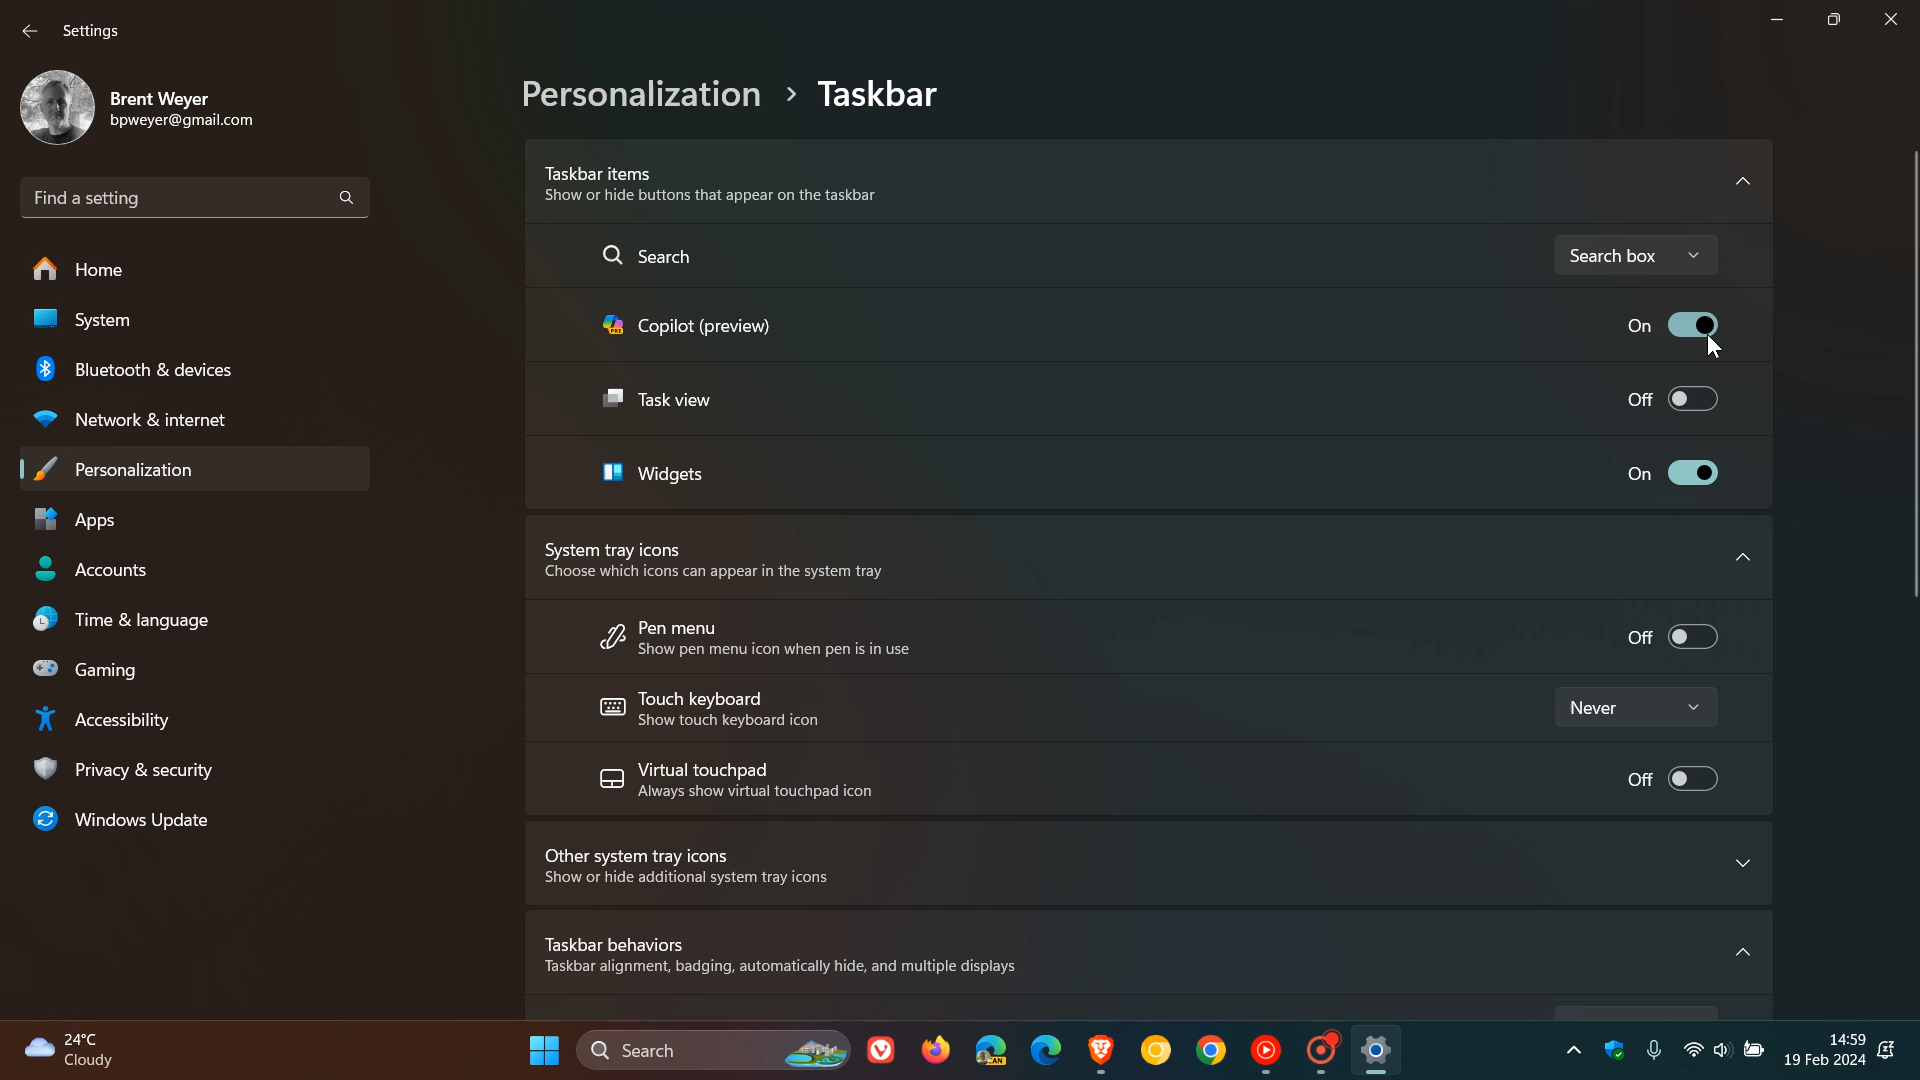 Settings
Brent Weyer
bpweyer@gmail.com
Find a setting
Home
System
Bluetooth & devices
Network & internet
Personalization
Apps
Accounts
Time & language
Gaming
Accessibility
Privacy & security
Windows Update
Personalization > Taskbar
Taskbar items
Show or hide buttons that appear on the taskbar
Search
Search box
Copilot (preview)
On
Task view
Off
Widgets
On
System tray icons
Choose which icons can appear in the system tray
Pen menu
Show pen menu icon when pen is in use
Off
Touch keyboard
Show touch keyboard icon
Never
Virtual touchpad
Always show virtual touchpad icon
Off
Other system tray icons
Show or hide additional system tray icons
Taskbar behaviors
Taskbar alignment, badging, automatically hide, and multiple displays
24°C
Cloudy
Search
CAN
14:59
19 Feb 2024